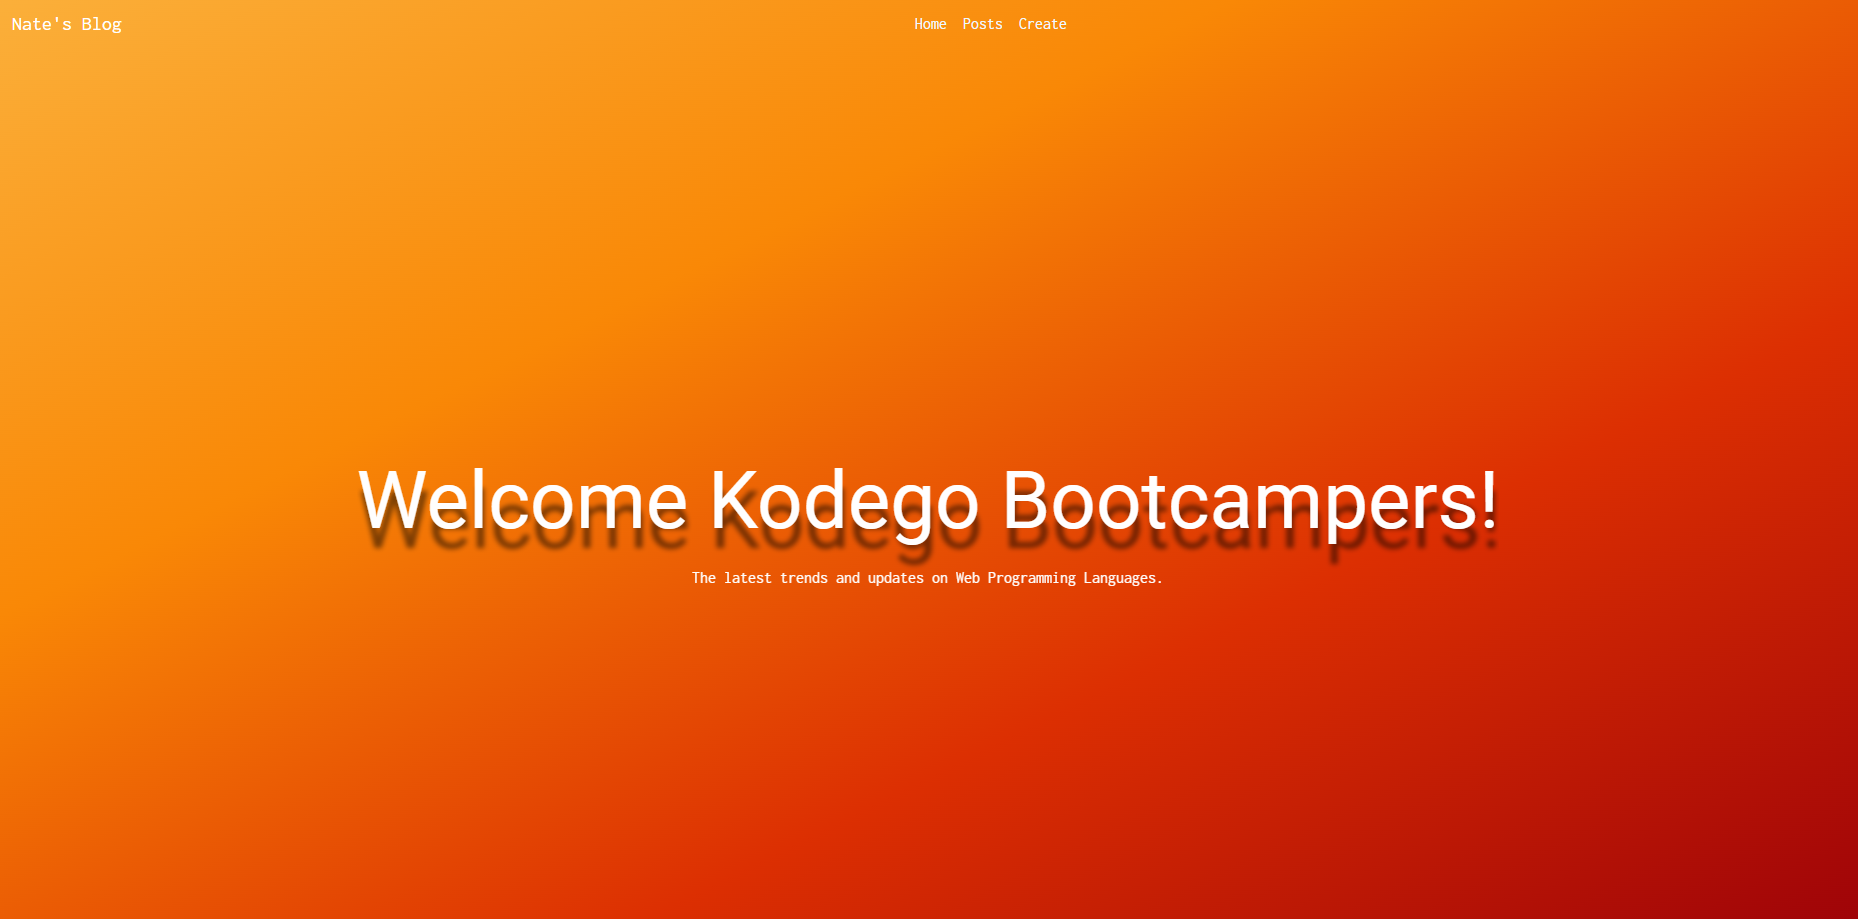 Nate's Blog Home Posts Create
Welcome Kodego Bootcampers!
The latest trends and updates on Web Programming Languages.